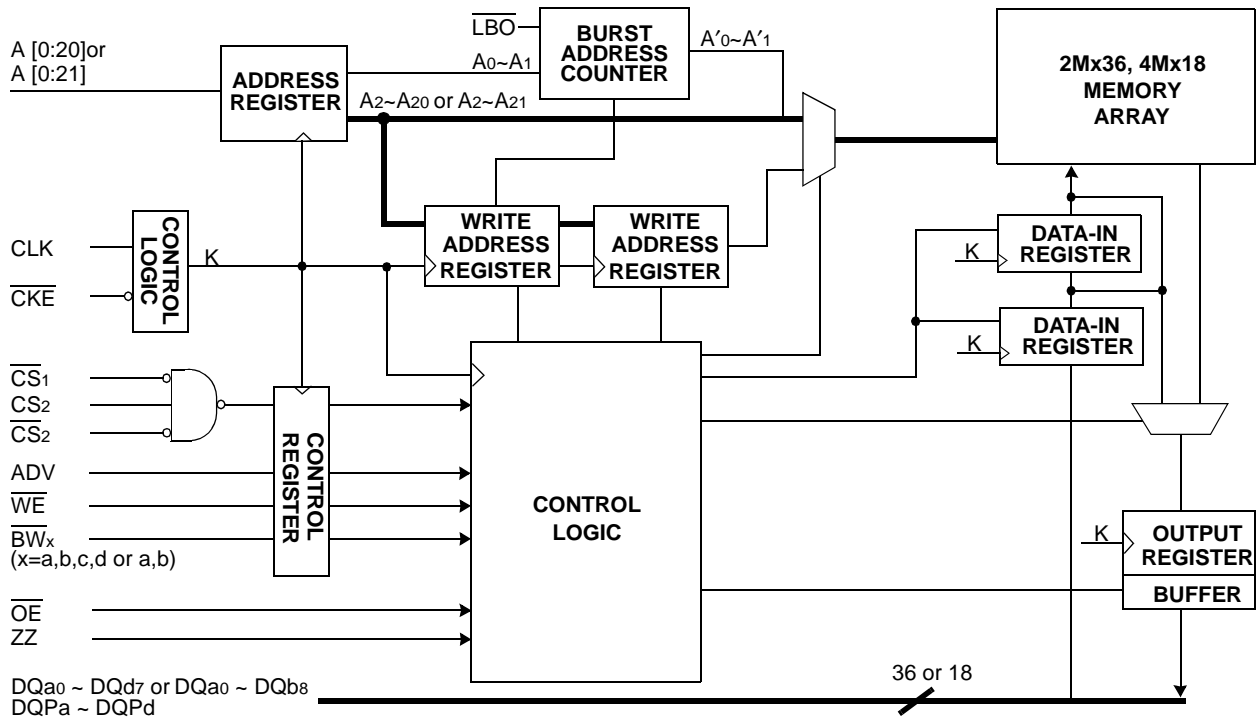 LBO
BURST
ADDRESS
COUNTER
A′0~A′1
A [0:20]or
A [0:21]
ADDRESS
REGISTER
A0~A1
A2~A20 or A2~A21
2Mx36, 4Mx18
MEMORY
ARRAY
WRITE
ADDRESS
REGISTER
WRITE
ADDRESS
REGISTER
DATA-IN
REGISTER
K
DATA-IN
REGISTER
K
CLK
CKE
CONTROL
LOGIC
K
CS1
CS2
CS2
ADV
WE
BWx
(x=a,b,c,d or a,b)
CONTROL
REGISTER
CONTROL
LOGIC
OE
ZZ
K
OUTPUT
REGISTER
BUFFER
36 or 18
DQa0 ~ DQd7 or DQa0 ~ DQb8
DQPa ~ DQPd